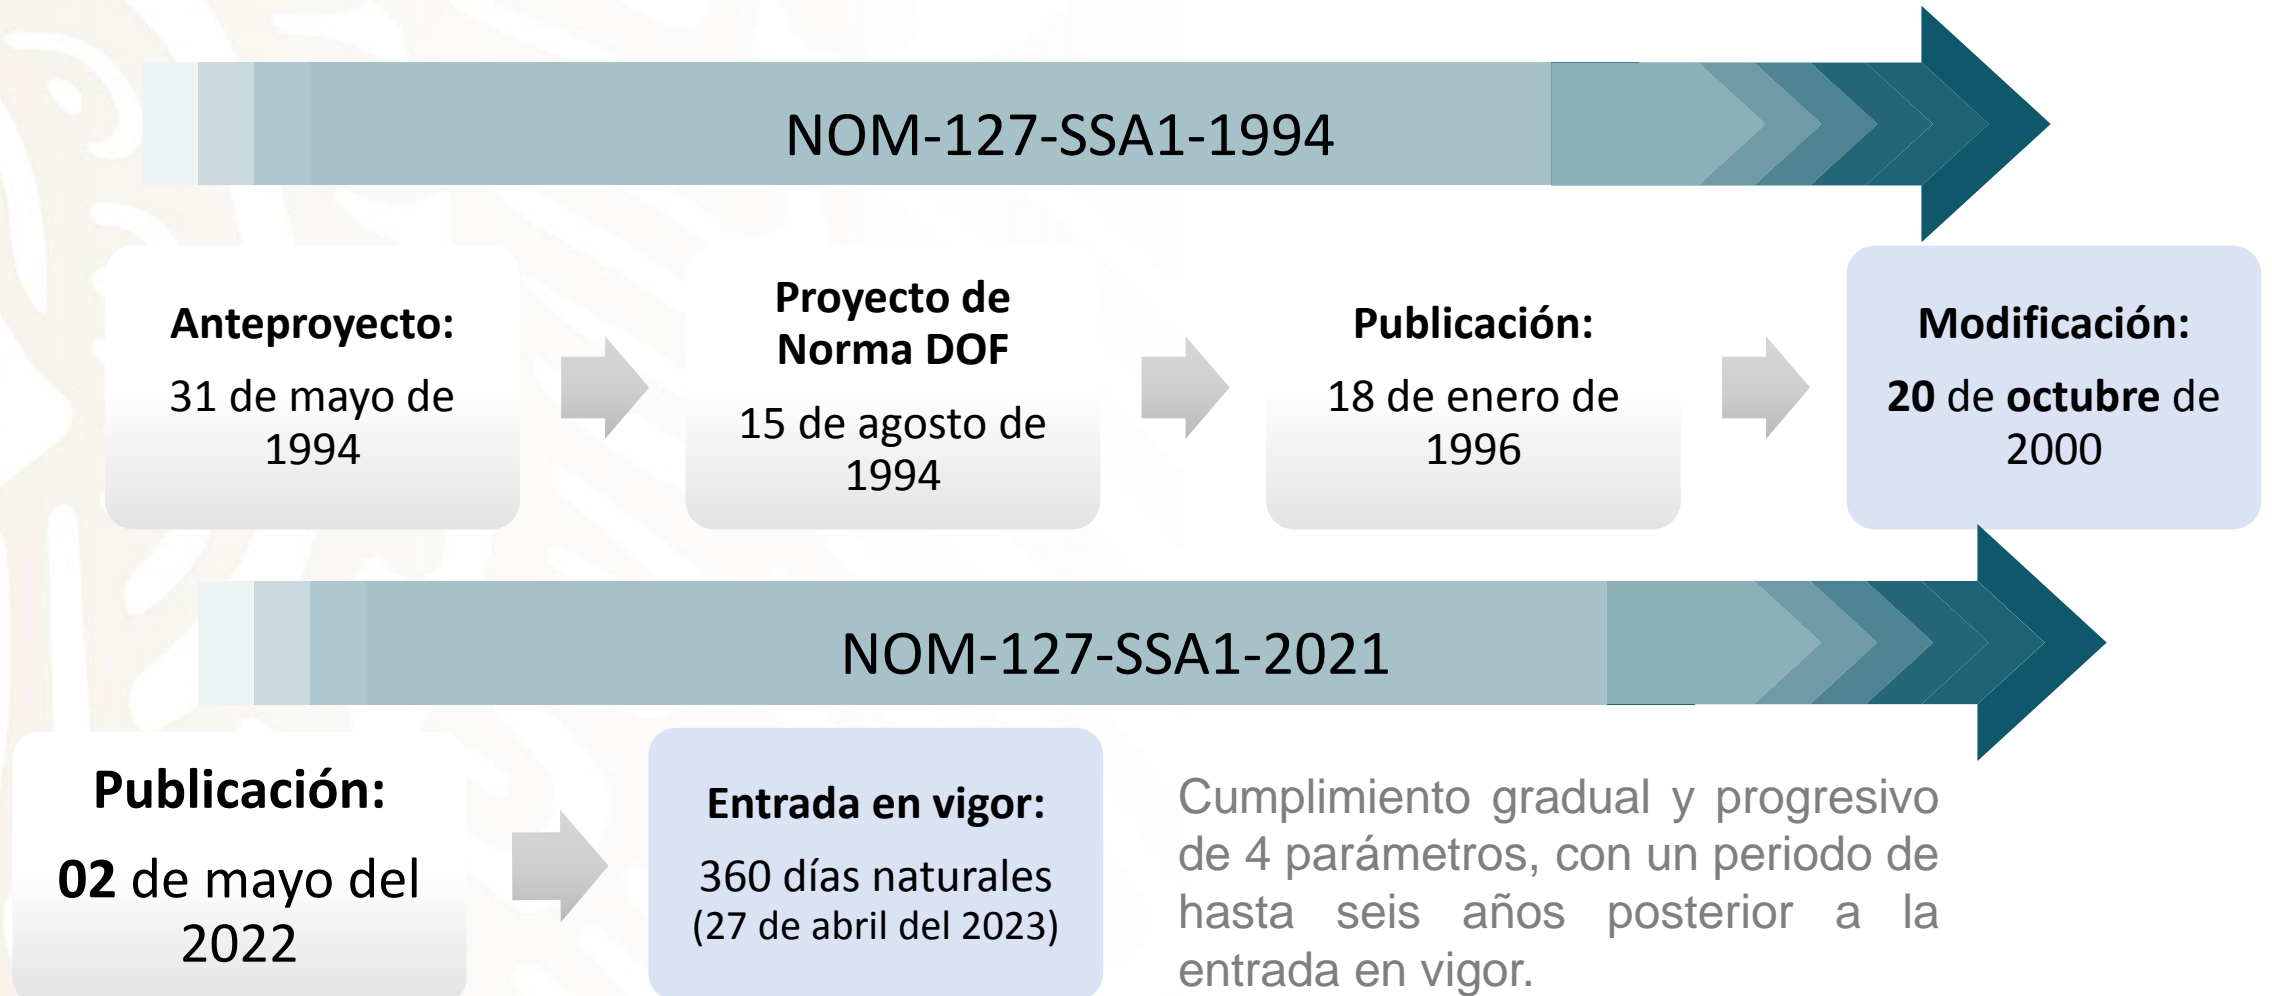 NOM-127-SSA1-1994
Anteproyecto:
31 de mayo de
1994
Proyecto de
Norma DOF
15 de agosto de
1994
Publicación:
18 de enero de
1996
Modificación:
20 de octubre de
2000
NOM-127-SSA1-2021
Publicación:
02 de mayo del
2022
Entrada en vigor:
360 días naturales
(27 de abril del 2023)
Cumplimiento gradual y progresivo
de 4 parámetros, con un periodo de
hasta seis años posterior a la
entrada en vigor.